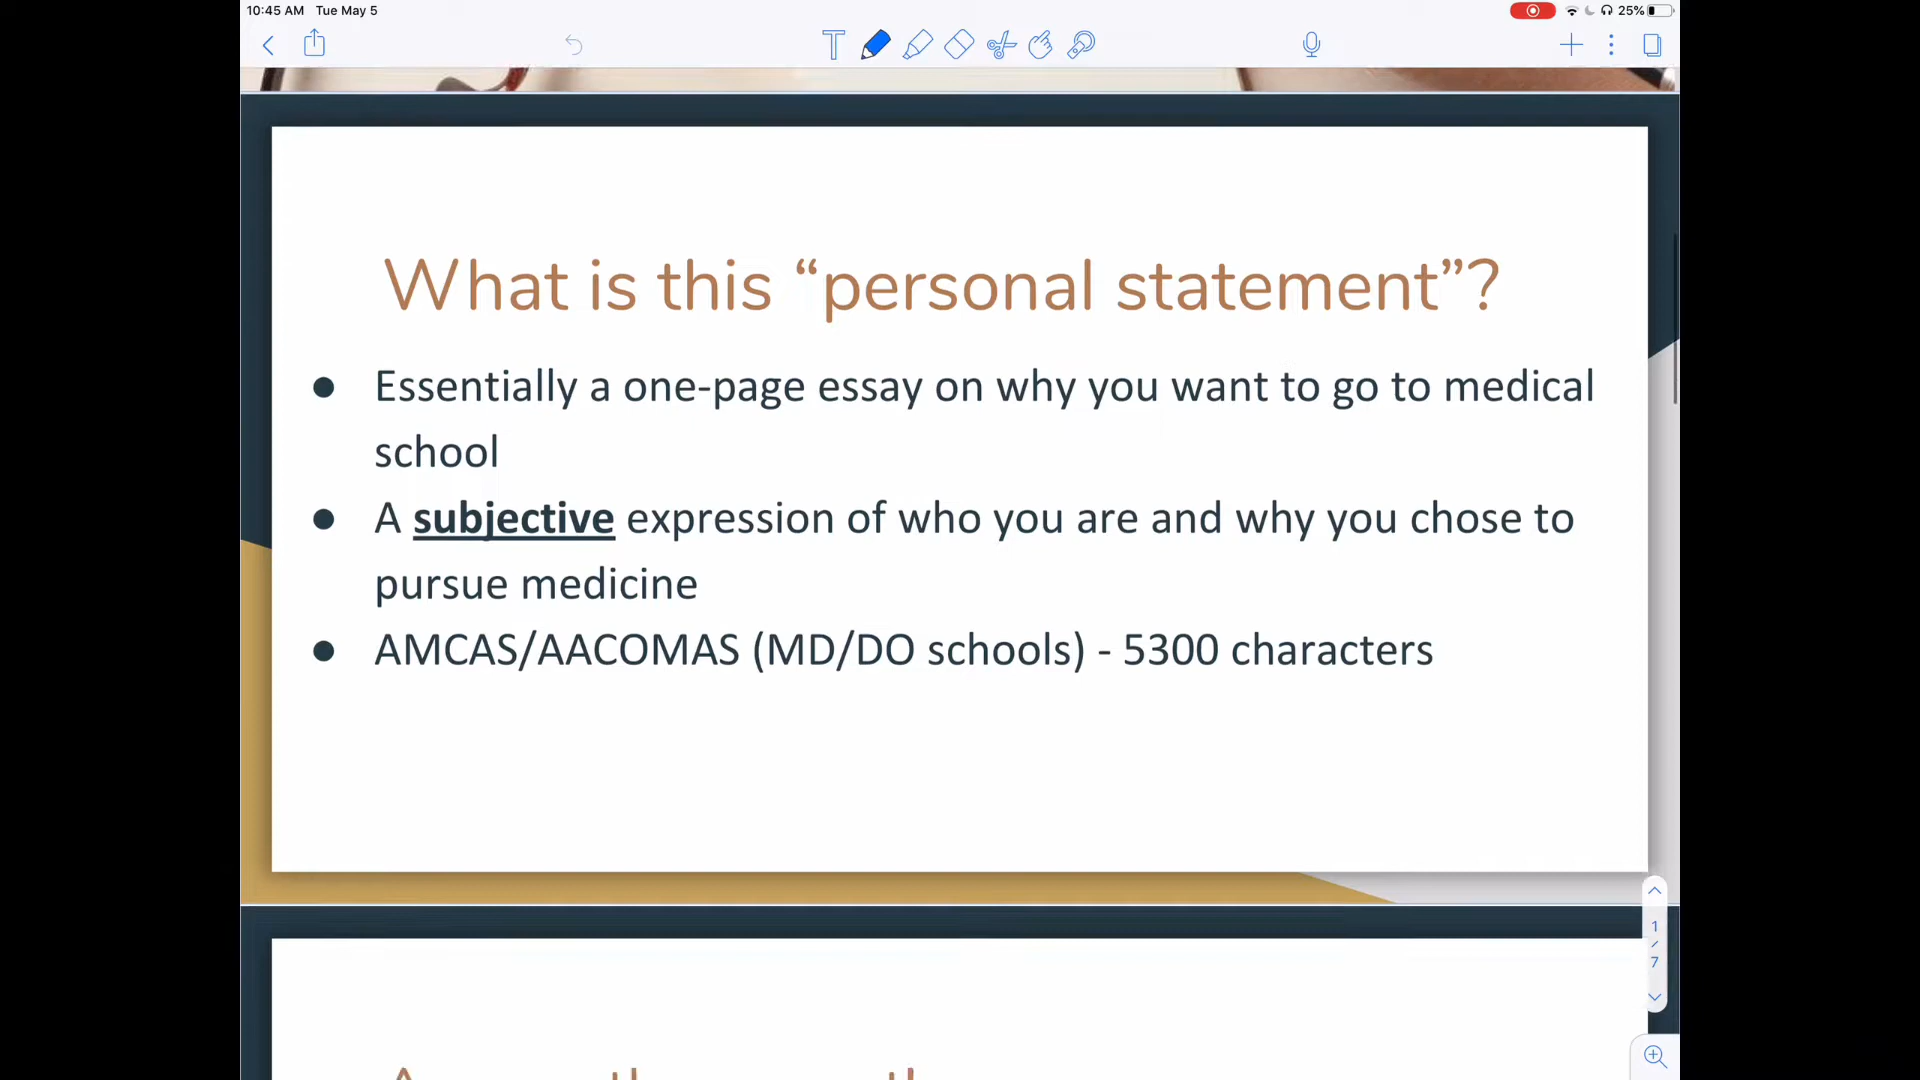 10:45 AM Tue May 5
25%
What is this “personal statement”?
● Essentially a one-page essay on why you want to go to medical
school
● A subjective expression of who you are and why you chose to
pursue medicine
● AMCAS/AACOMAS (MD/DO schools) - 5300 characters
1
/
7